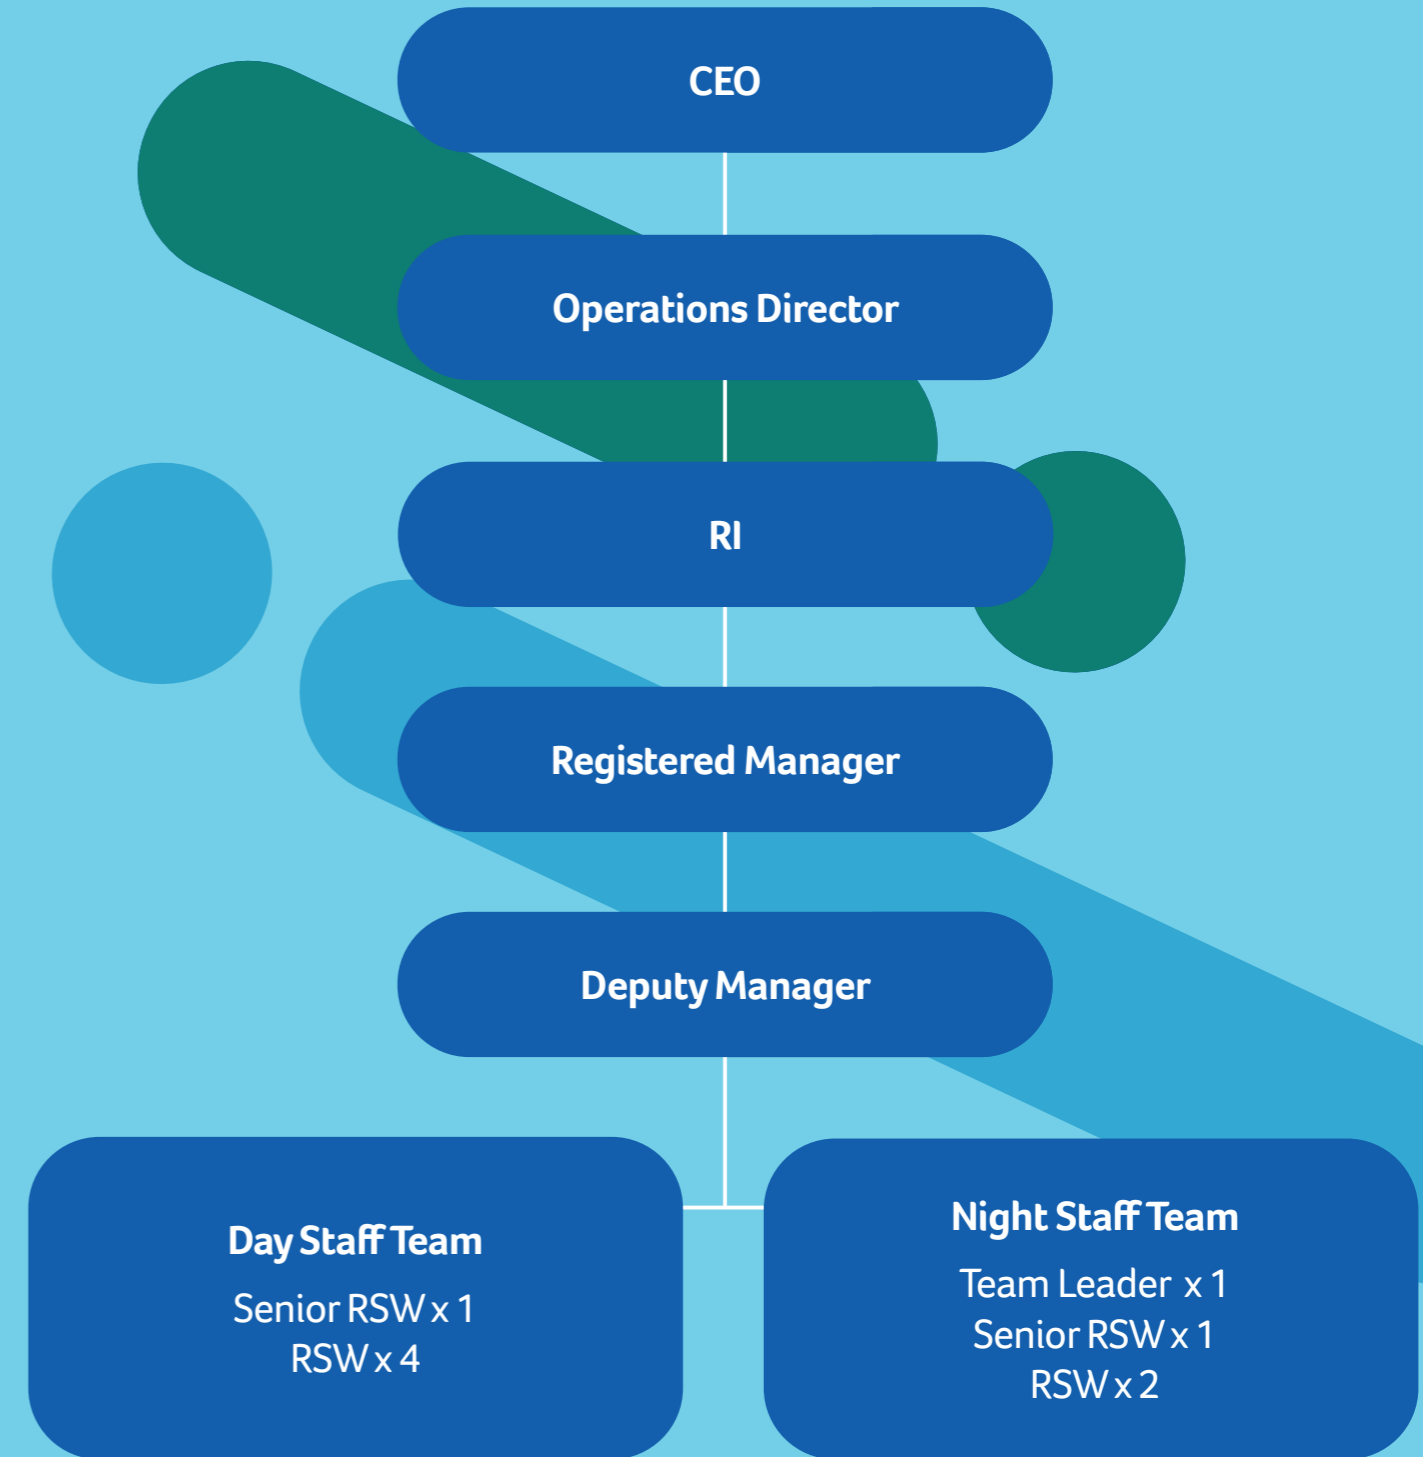 CEO
Operations Director
RI
Registered Manager
Deputy Manager
Day Staff Team
Senior RSW x 1
RSW x 4
Night Staff Team
Team Leader x 1
Senior RSW x 1
RSW x 2